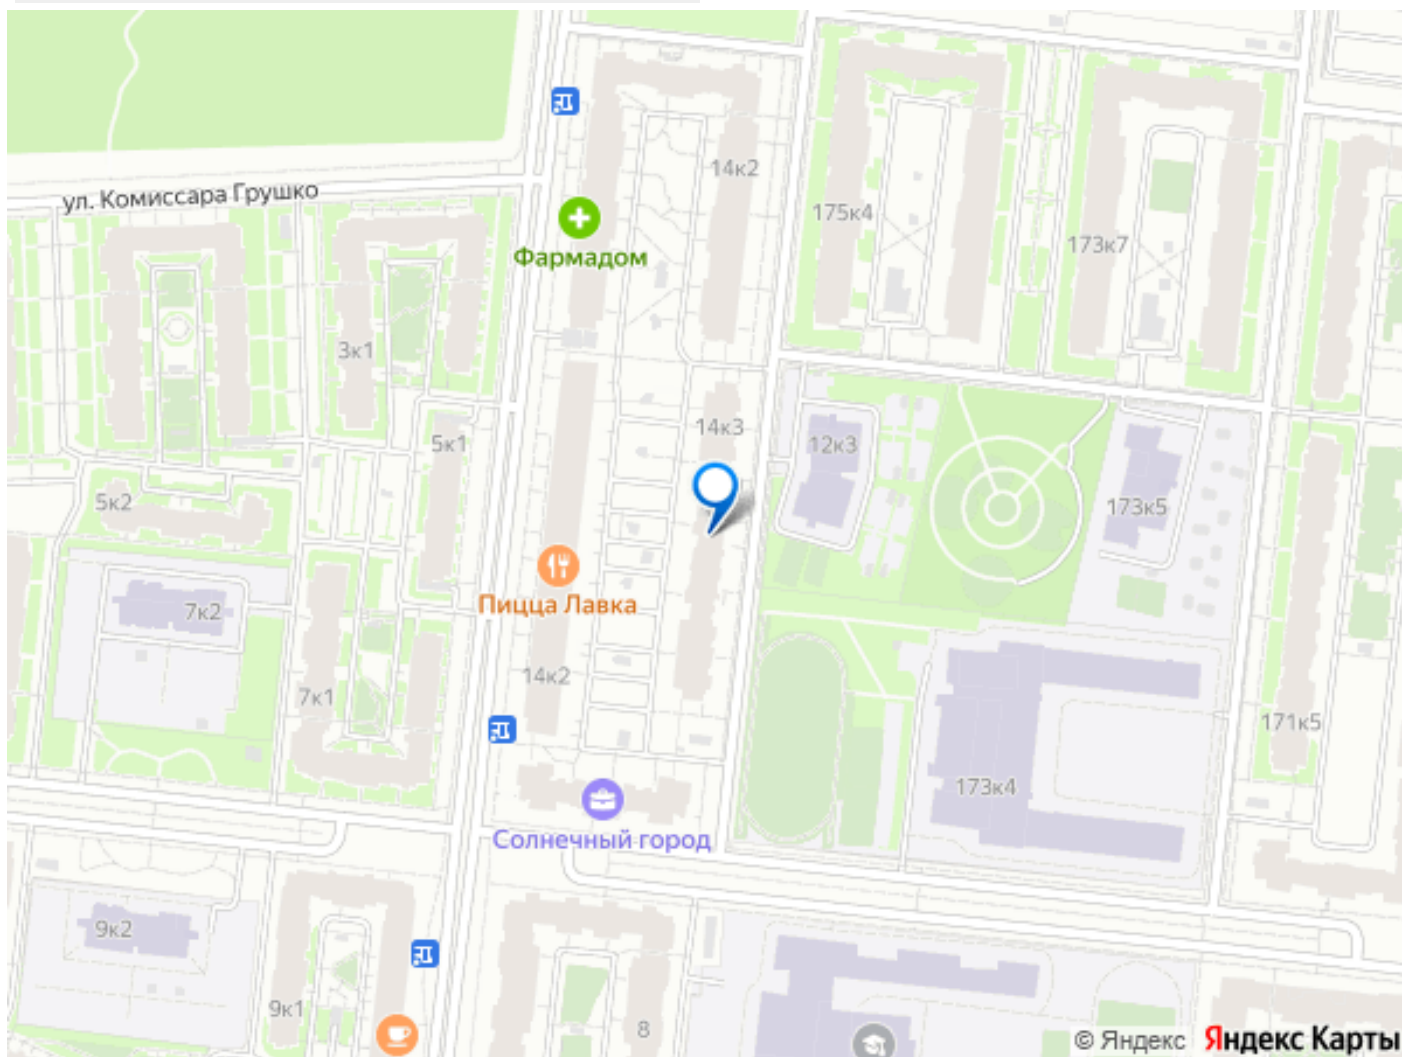 14к2
ул. Комиссара Грушко
175к4
173к7
Фармадом
3к1
14к3
5к1
12к3
5к2
173к5
Пицца Лавка
7к2
14к2
7к1
171к5
173к4
Солнечный город
9к2
9к1
8
© Яндекс Яндекс Карты